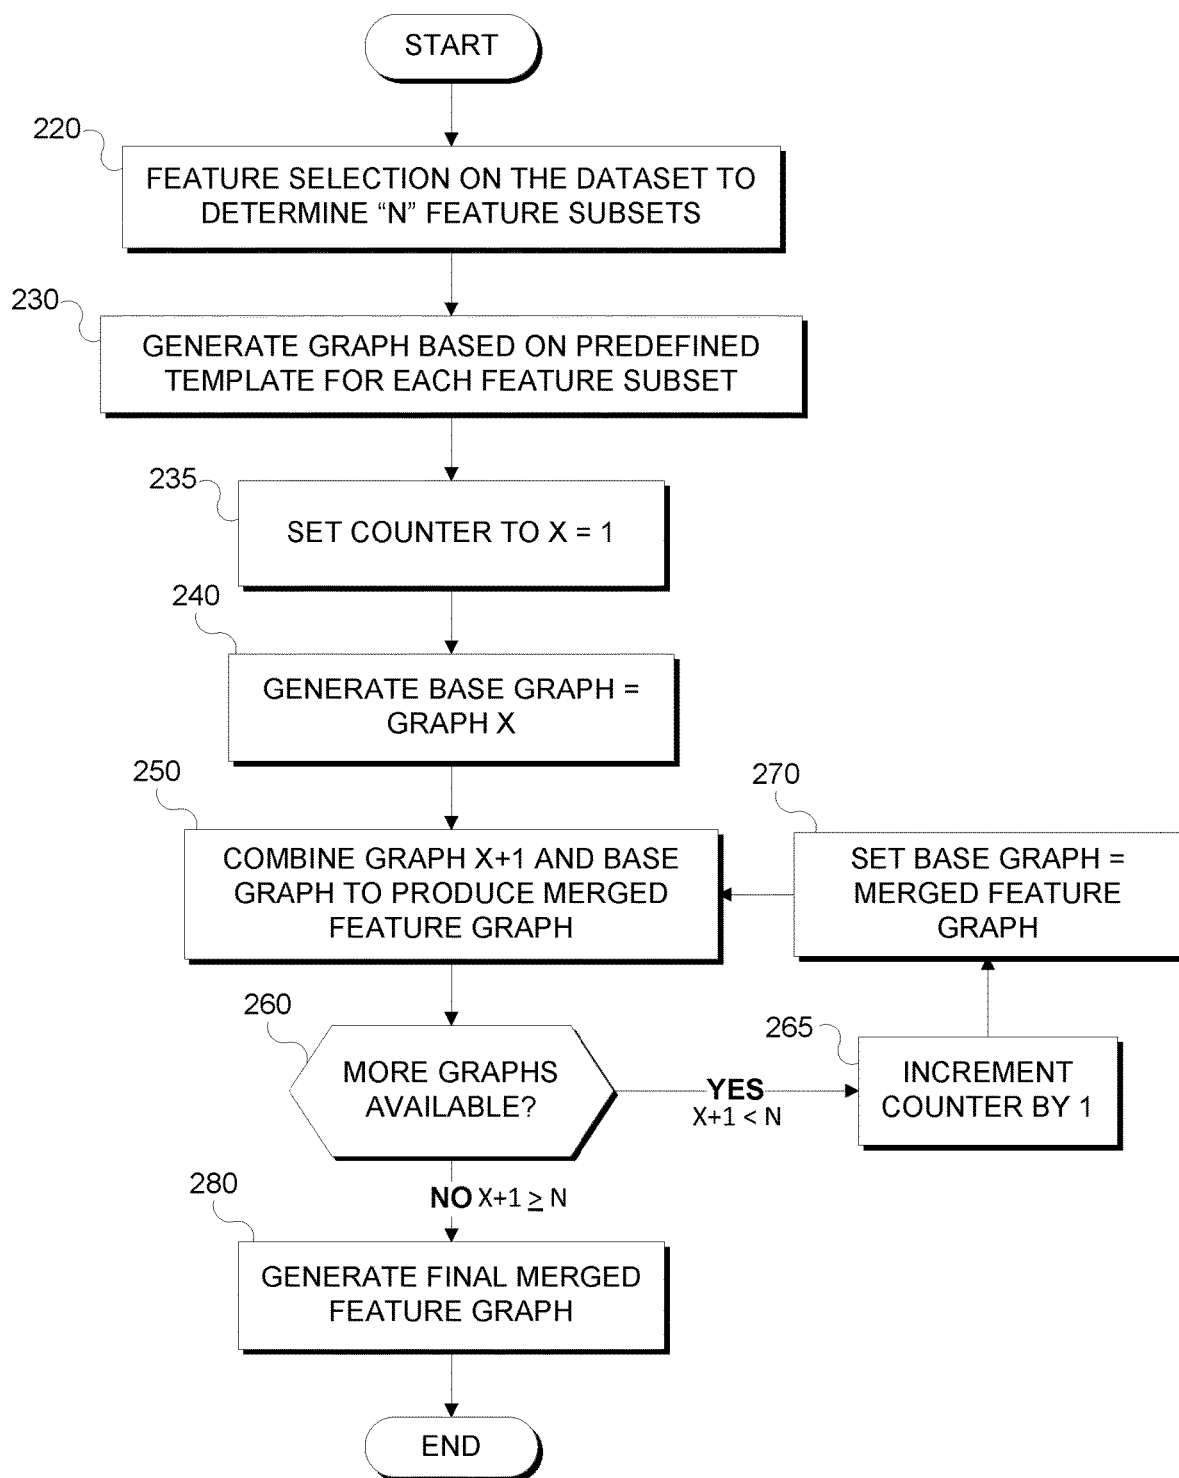 START
220
FEATURE SELECTION ON THE DATASET TO
DETERMINE “N” FEATURE SUBSETS
230
GENERATE GRAPH BASED ON PREDEFINED
TEMPLATE FOR EACH FEATURE SUBSET
235
SET COUNTER TO X = 1
240
GENERATE BASE GRAPH =
GRAPH X
250
COMBINE GRAPH X+1 AND BASE
GRAPH TO PRODUCE MERGED
FEATURE GRAPH
270
SET BASE GRAPH =
MERGED FEATURE
GRAPH
260
MORE GRAPHS
AVAILABLE?
YES
X+1 < N
265
INCREMENT
COUNTER BY 1
NO X+1 ≥ N
280
GENERATE FINAL MERGED
FEATURE GRAPH
END